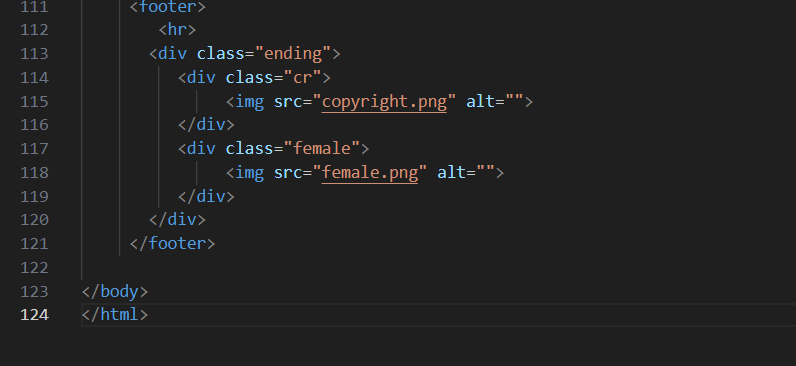 111 <footer>
112 <hr>
113 <div class="ending">
114 <div class="cr">
115 <img src="copyright.png" alt="">
116 </div>
117 <div class="female">
118 <img src="female.png" alt="">
119 </div>
120 </div>
121 </footer>
122
123 </body>
124 </html>